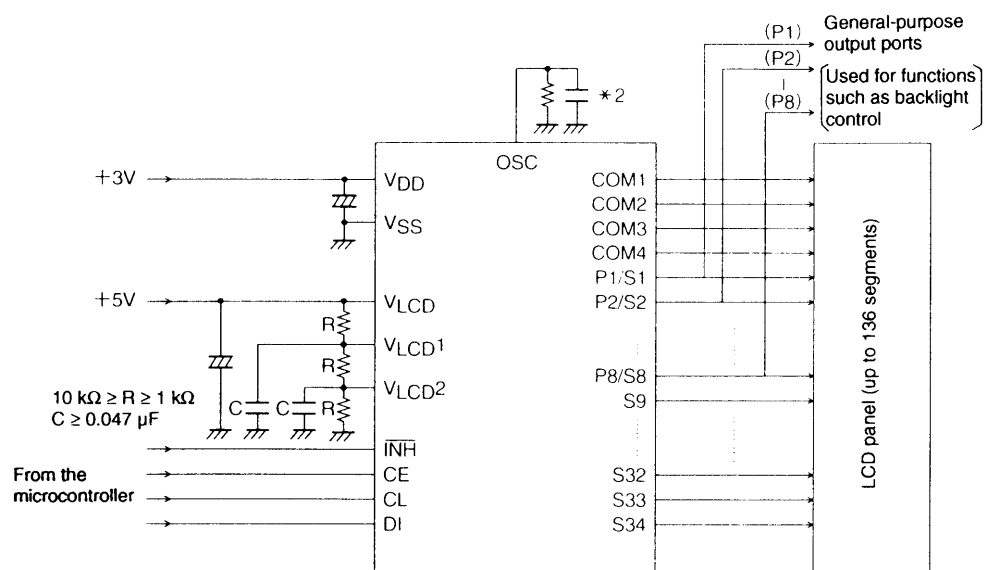 (P1)
General-purpose
output ports
(P2)
(P8)
Used for functions
such as backlight
control
*2
OSC
+3V
VDD
VSS
+5V
VLCD
R
VLCD1
R
VLCD2
R
C
C
10 kΩ ≥ R ≥ 1 kΩ
C ≥ 0.047 µF
INH
CE
CL
DI
From the
microcontroller
COM1
COM2
COM3
COM4
P1/S1
P2/S2
P8/S8
S9
S32
S33
S34
LCD panel (up to 136 segments)